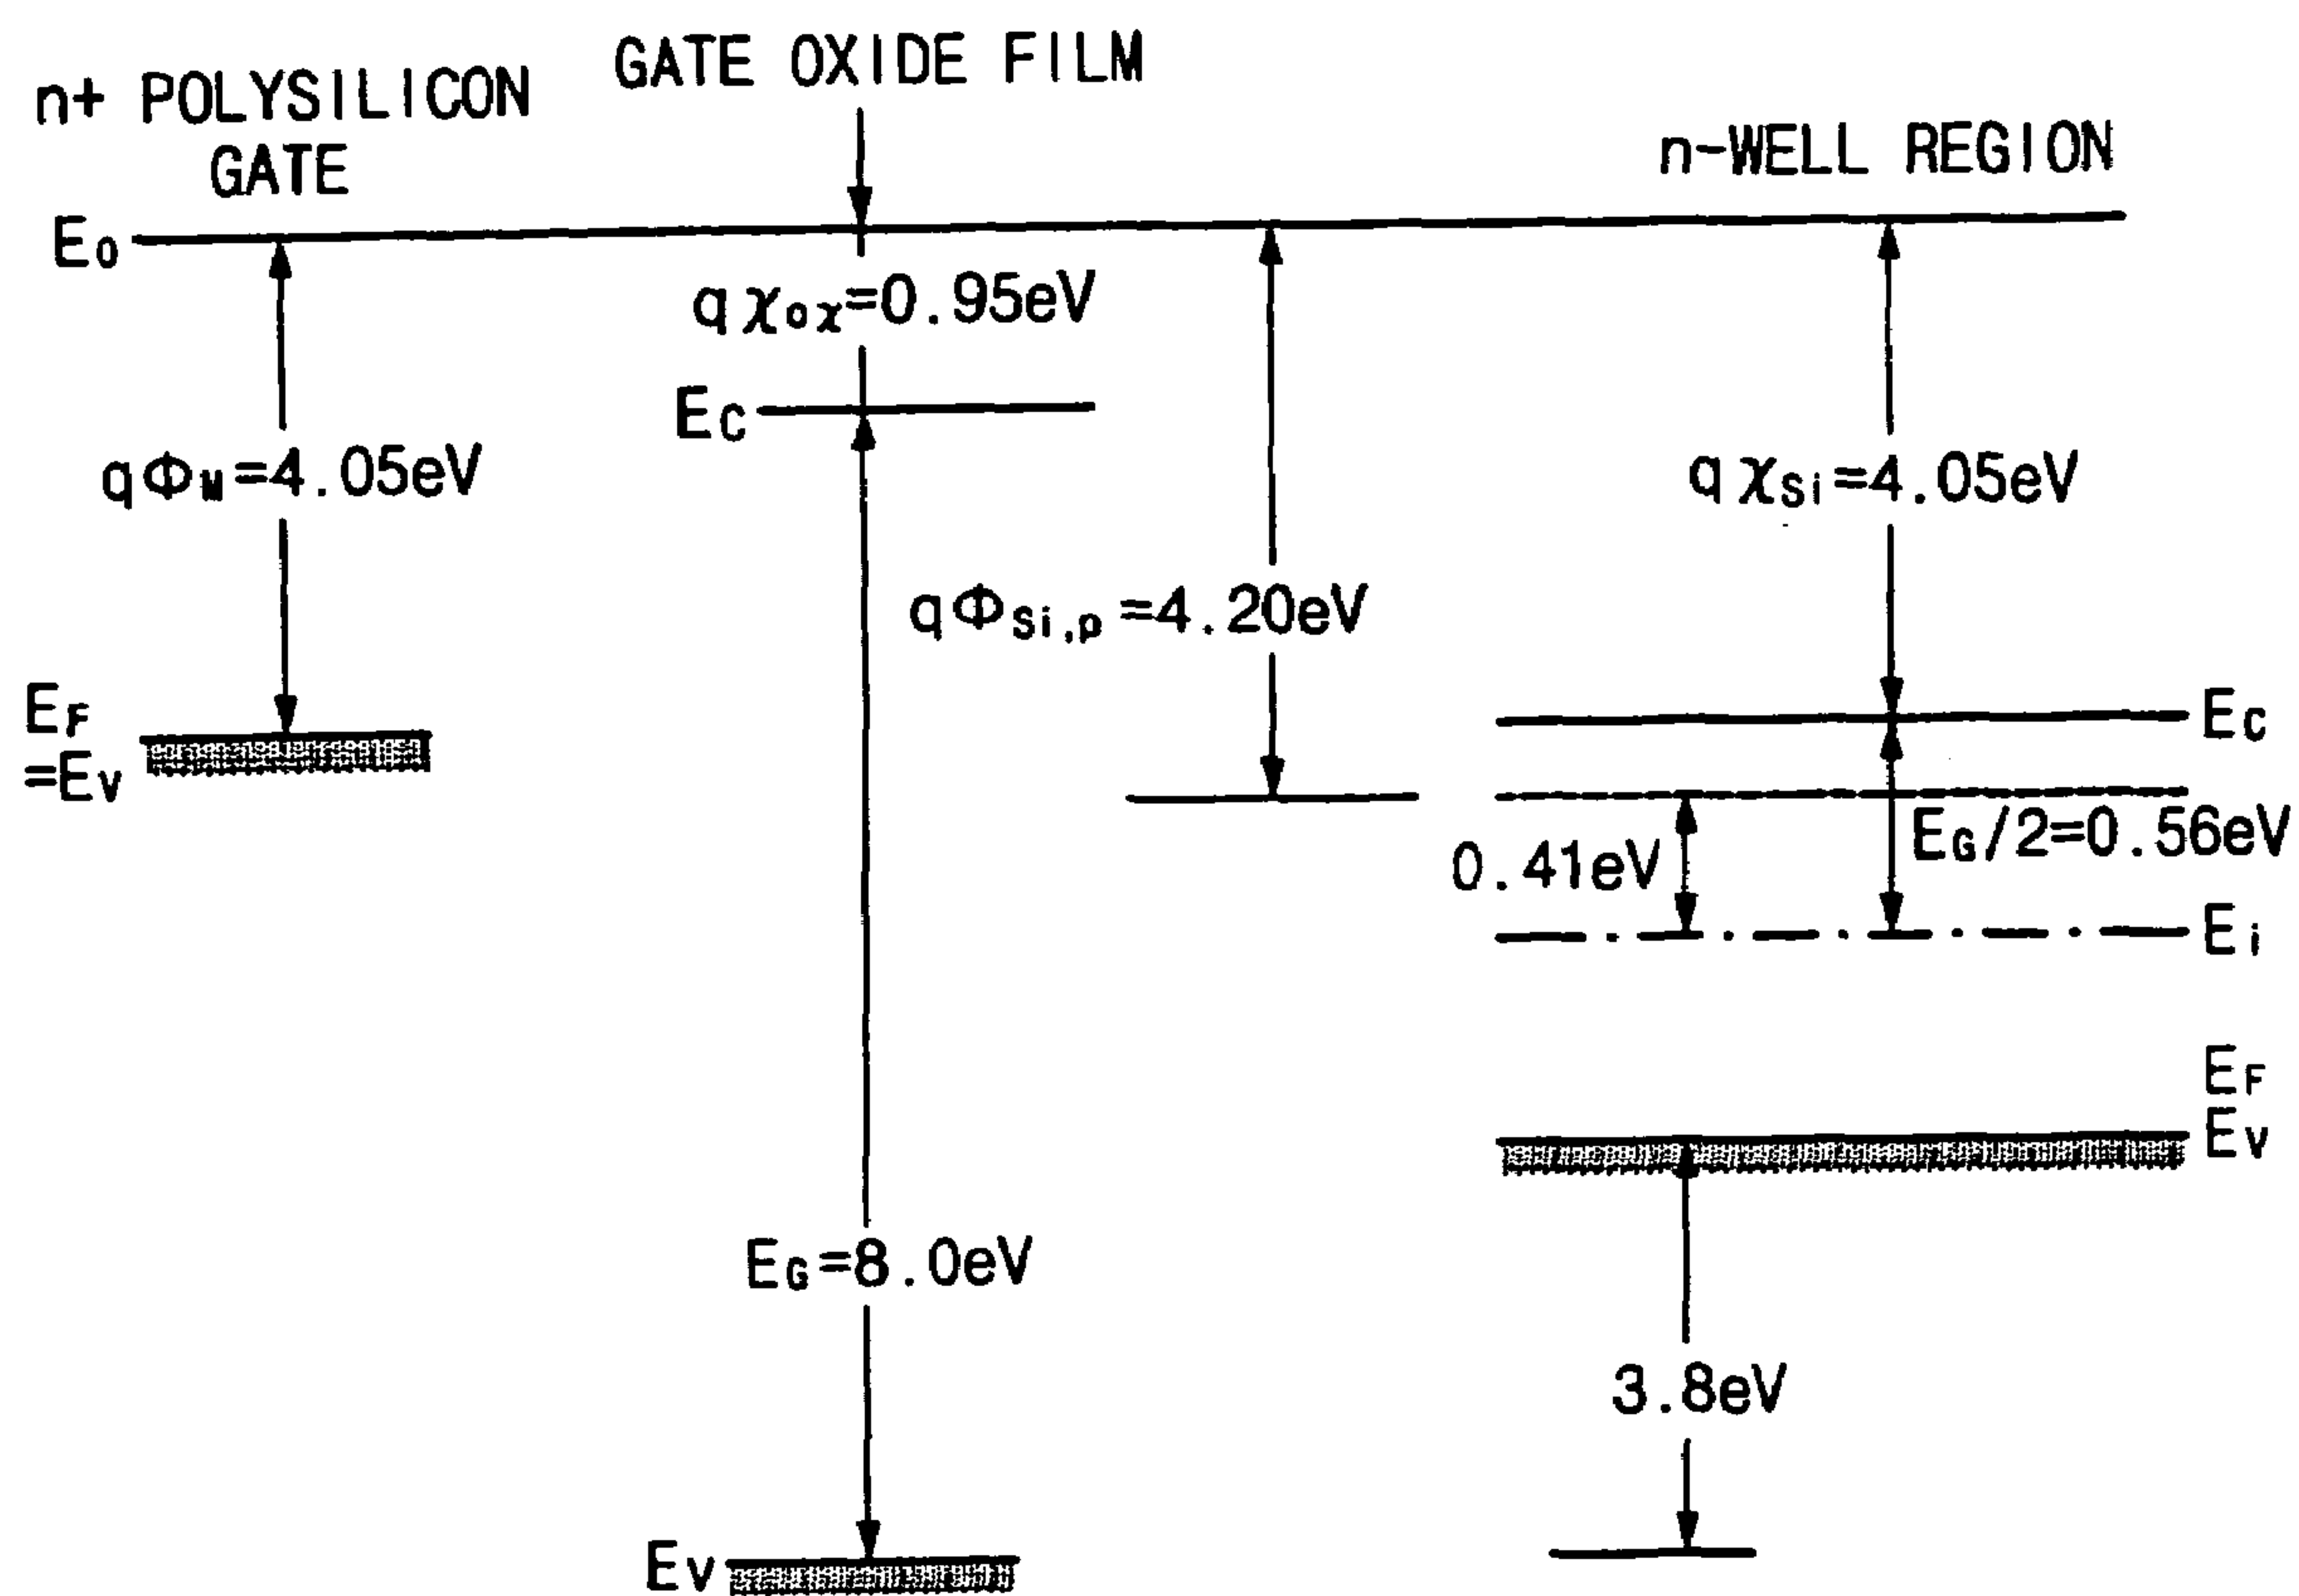 n+ POLYSILICON
GATE
GATE OXIDE FILM
n-WELL REGION
E0
qχox=0.95eV
EC
qΦM=4.05eV
qχSi=4.05eV
qΦSi,p=4.20eV
EF
=EV
EC
0.41eV
EG/2=0.56eV
Ei
EF
EV
EG=8.0eV
3.8eV
EV